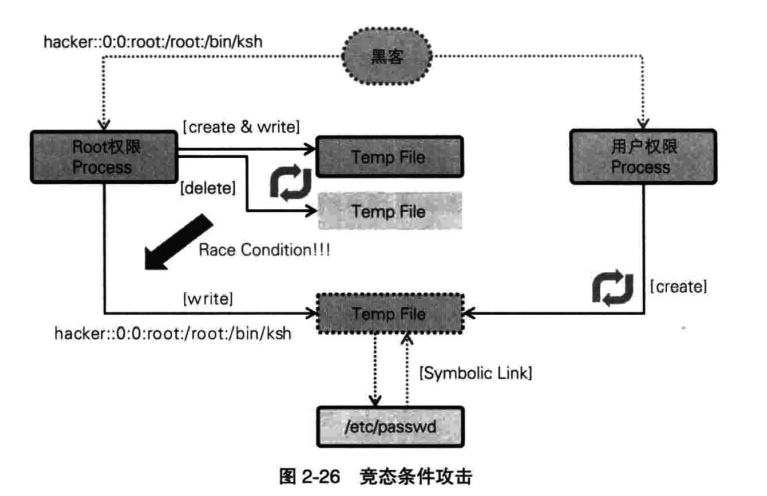 hacker::0:0:root:/root:/bin/ksh
黑客
[create & write]
Root权限
Process
Temp File
用户权限
Process
[delete]
Temp File
Race Condition!!!
[write]
Temp File
[create]
hacker::0:0:root:/root:/bin/ksh
[Symbolic Link]
/etc/passwd
图 2-26 竞态条件攻击